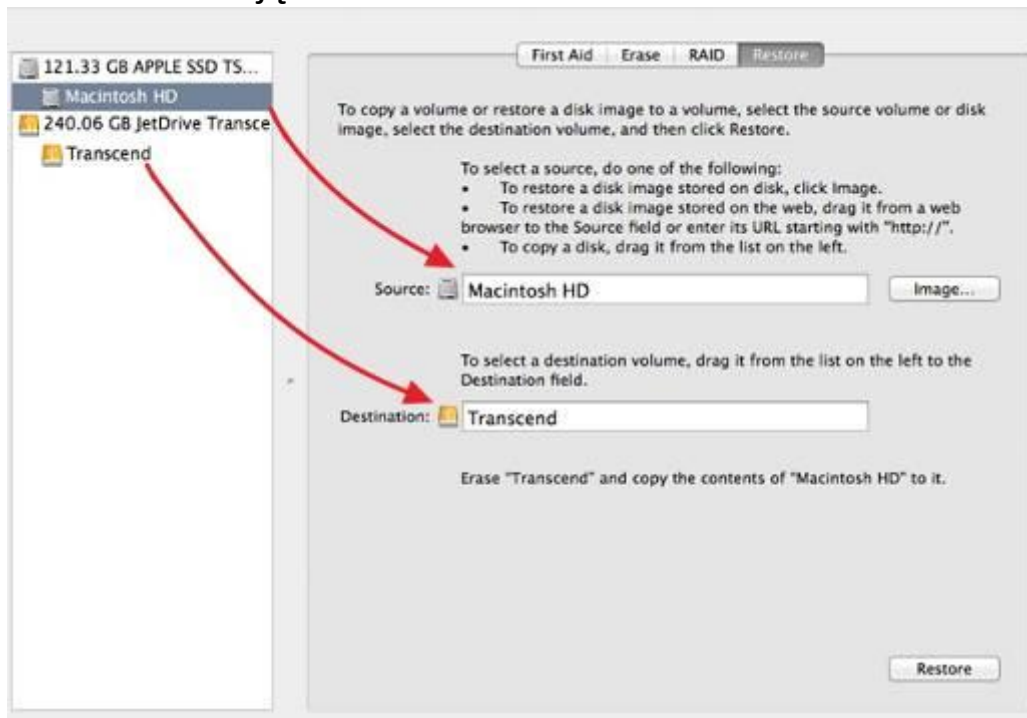 121.33 GB APPLE SSD TS...
Macintosh HD
240.06 GB JetDrive Transce
Transcend
First Aid
Erase
RAID
Restore
To copy a volume or restore a disk image to a volume, select the source volume or disk
image, select the destination volume, and then click Restore.
To select a source, do one of the following:
• To restore a disk image stored on disk, click Image.
• To restore a disk image stored on the web, drag it from a web
browser to the Source field or enter its URL starting with "http://".
• To copy a disk, drag it from the list on the left.
Source: Macintosh HD
Image...
To select a destination volume, drag it from the list on the left to the
Destination field.
Destination: Transcend
Erase "Transcend" and copy the contents of "Macintosh HD" to it.
Restore